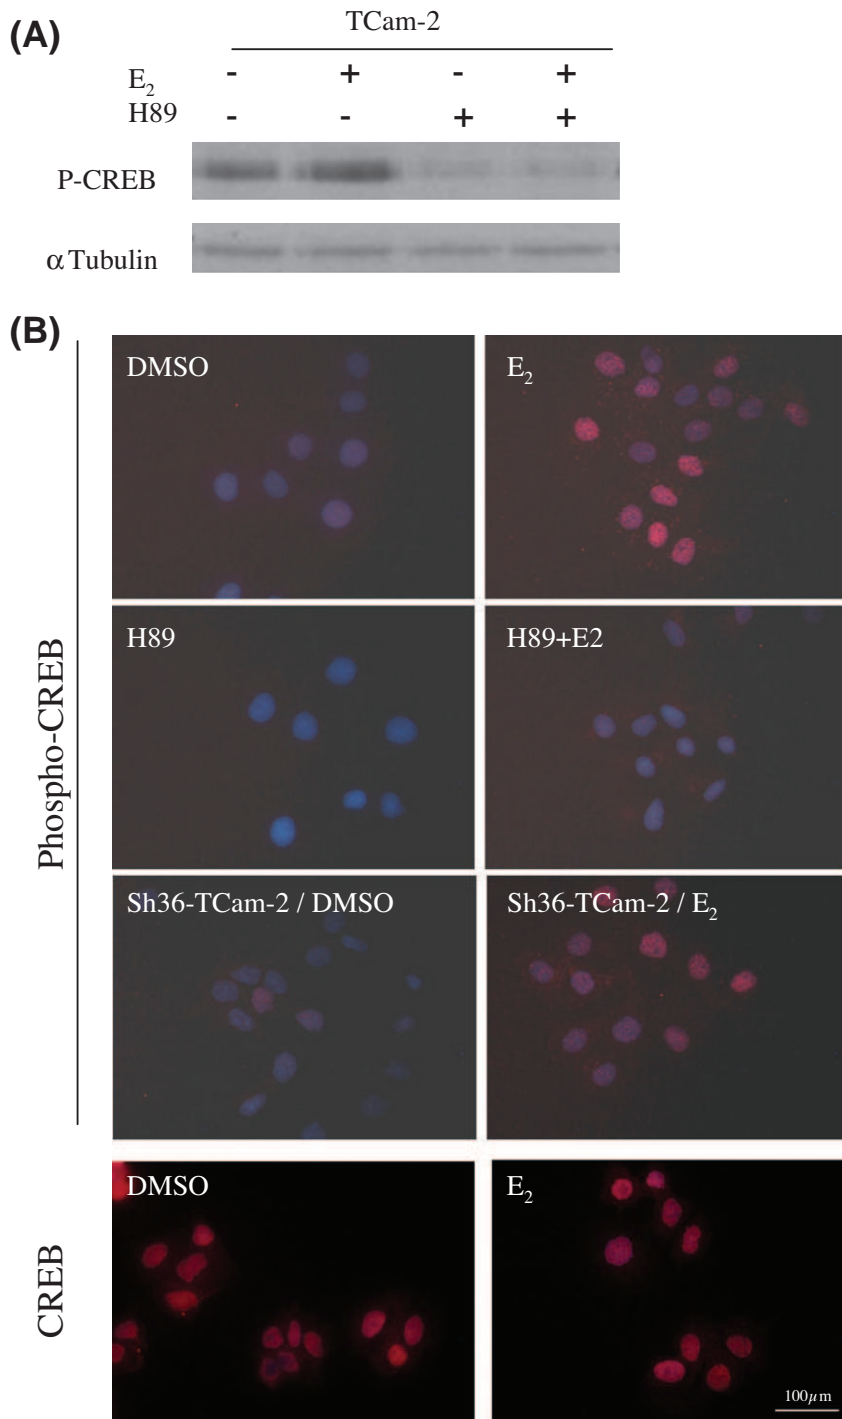 (A)
TCam-2
E₂ - + - +
H89 - - + +
P-CREB
α Tubulin
(B)
Phospho-CREB
DMSO
E₂
H89
H89+E2
Sh36-TCam-2 / DMSO
Sh36-TCam-2 / E₂
CREB
DMSO
E₂
100μm